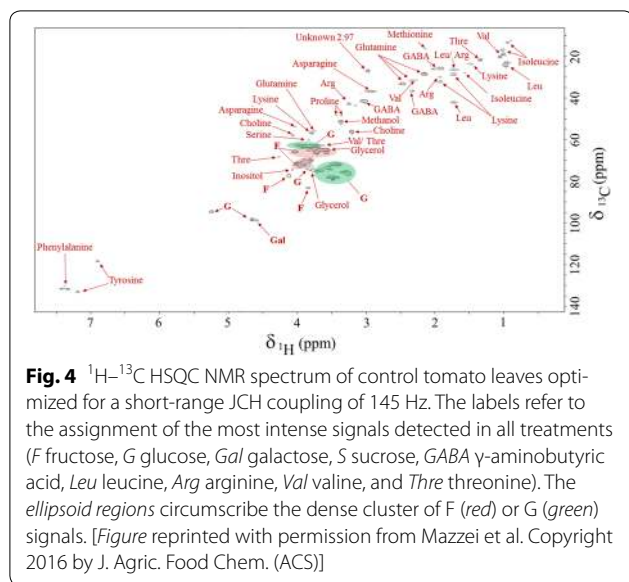 Unknown 2.97
Methionine
Val
Glutamine
GABA
Leu/ Arg
Thre
Isoleucine
Asparagine
Arg
Lysine
Leu
Glutamine
Proline
Val
Arg
GABA
Isoleucine
Lysine
Asparagine
Methanol
Leu
Lysine
Choline
G
Choline
Serine
Val/ Thre
F
Glycerol
Thre
Inositol
G
F
Glycerol
F
G
G
Gal
Phenylalanine
Tyrosine
20
40
60
80
100
120
140
δ 13C (ppm)
7 6 5 4 3 2 1
δ 1H (ppm)
Fig. 4 ¹H–¹³C HSQC NMR spectrum of control tomato leaves opti-
mized for a short-range JCH coupling of 145 Hz. The labels refer to
the assignment of the most intense signals detected in all treatments
(F fructose, G glucose, Gal galactose, S sucrose, GABA γ-aminobutyric
acid, Leu leucine, Arg arginine, Val valine, and Thre threonine). The
ellipsoid regions circumscribe the dense cluster of F (red) or G (green)
signals. [Figure reprinted with permission from Mazzei et al. Copyright
2016 by J. Agric. Food Chem. (ACS)]